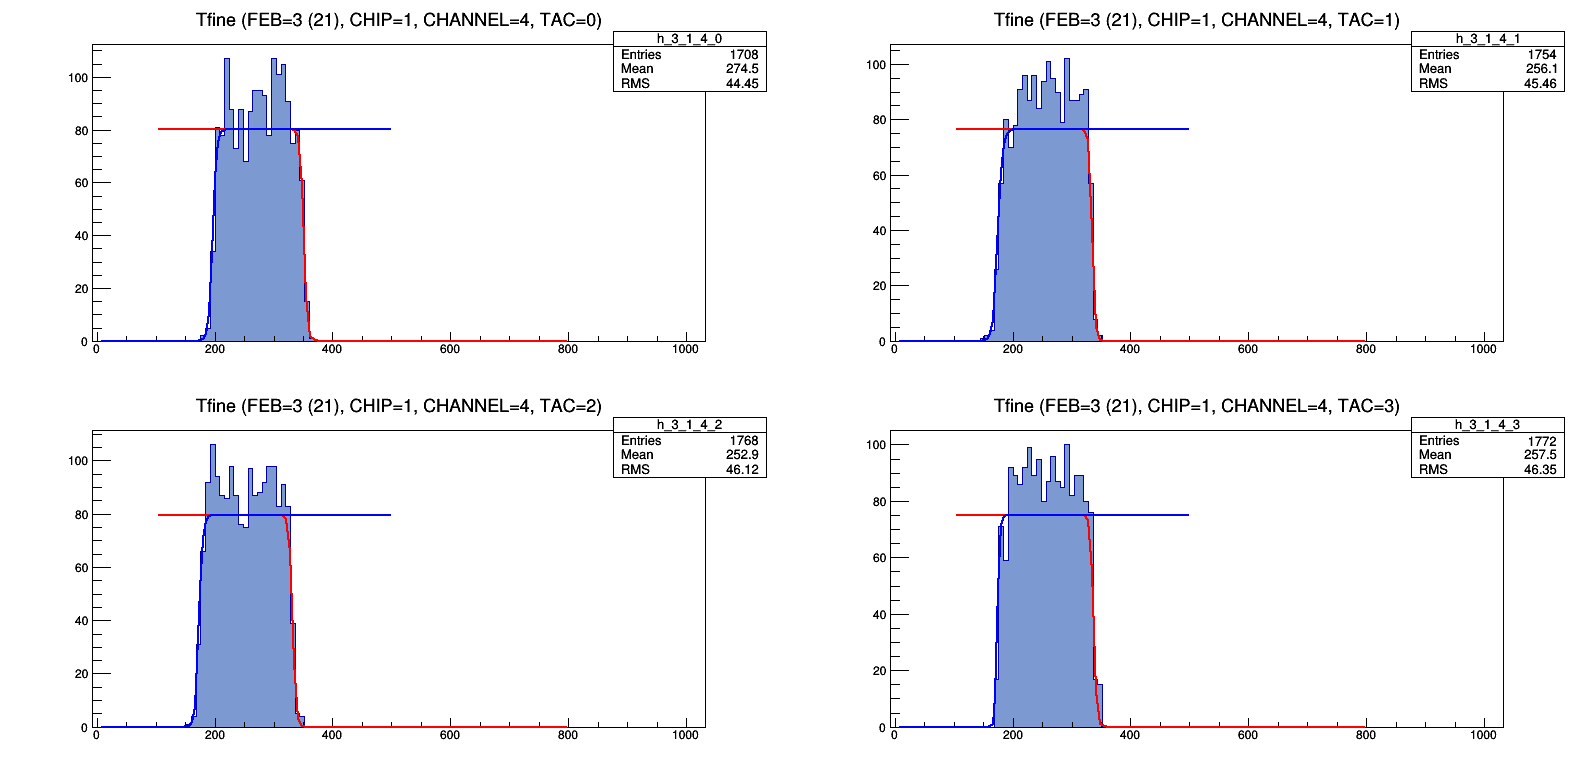 Tfine (FEB=3 (21), CHIP=1, CHANNEL=4, TAC=0)
h_3_1_4_0
Entries 1708
Mean 274.5
RMS 44.45
100
80
60
40
20
0
0 200 400 600 800 1000
Tfine (FEB=3 (21), CHIP=1, CHANNEL=4, TAC=1)
h_3_1_4_1
Entries 1754
Mean 256.1
RMS 45.46
100
80
60
40
20
0
0 200 400 600 800 1000
Tfine (FEB=3 (21), CHIP=1, CHANNEL=4, TAC=2)
h_3_1_4_2
Entries 1768
Mean 252.9
RMS 46.12
100
80
60
40
20
0
0 200 400 600 800 1000
Tfine (FEB=3 (21), CHIP=1, CHANNEL=4, TAC=3)
h_3_1_4_3
Entries 1772
Mean 257.5
RMS 46.35
100
80
60
40
20
0
0 200 400 600 800 1000